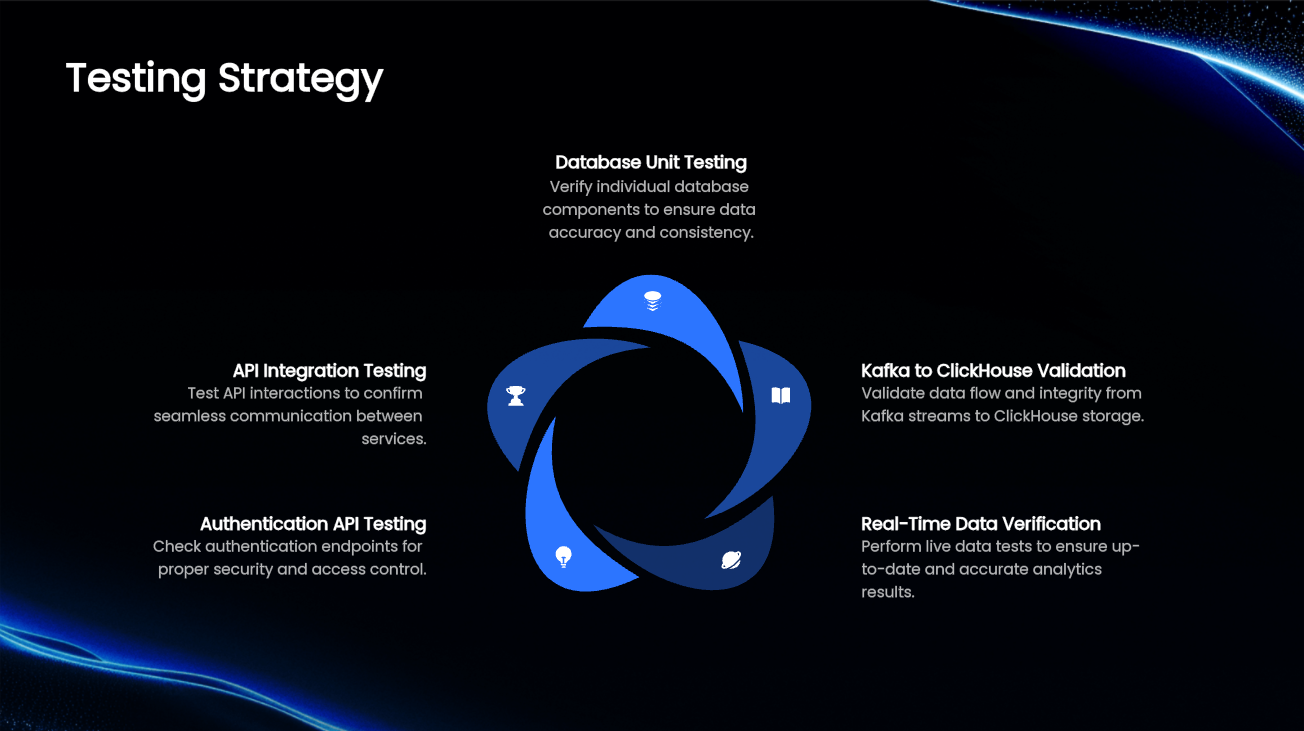 Testing Strategy
Database Unit Testing
Verify individual database
components to ensure data
accuracy and consistency.
API Integration Testing
Test API interactions to confirm
seamless communication between
services.
Kafka to ClickHouse Validation
Validate data flow and integrity from
Kafka streams to ClickHouse storage.
Authentication API Testing
Check authentication endpoints for
proper security and access control.
Real-Time Data Verification
Perform live data tests to ensure up-
to-date and accurate analytics
results.